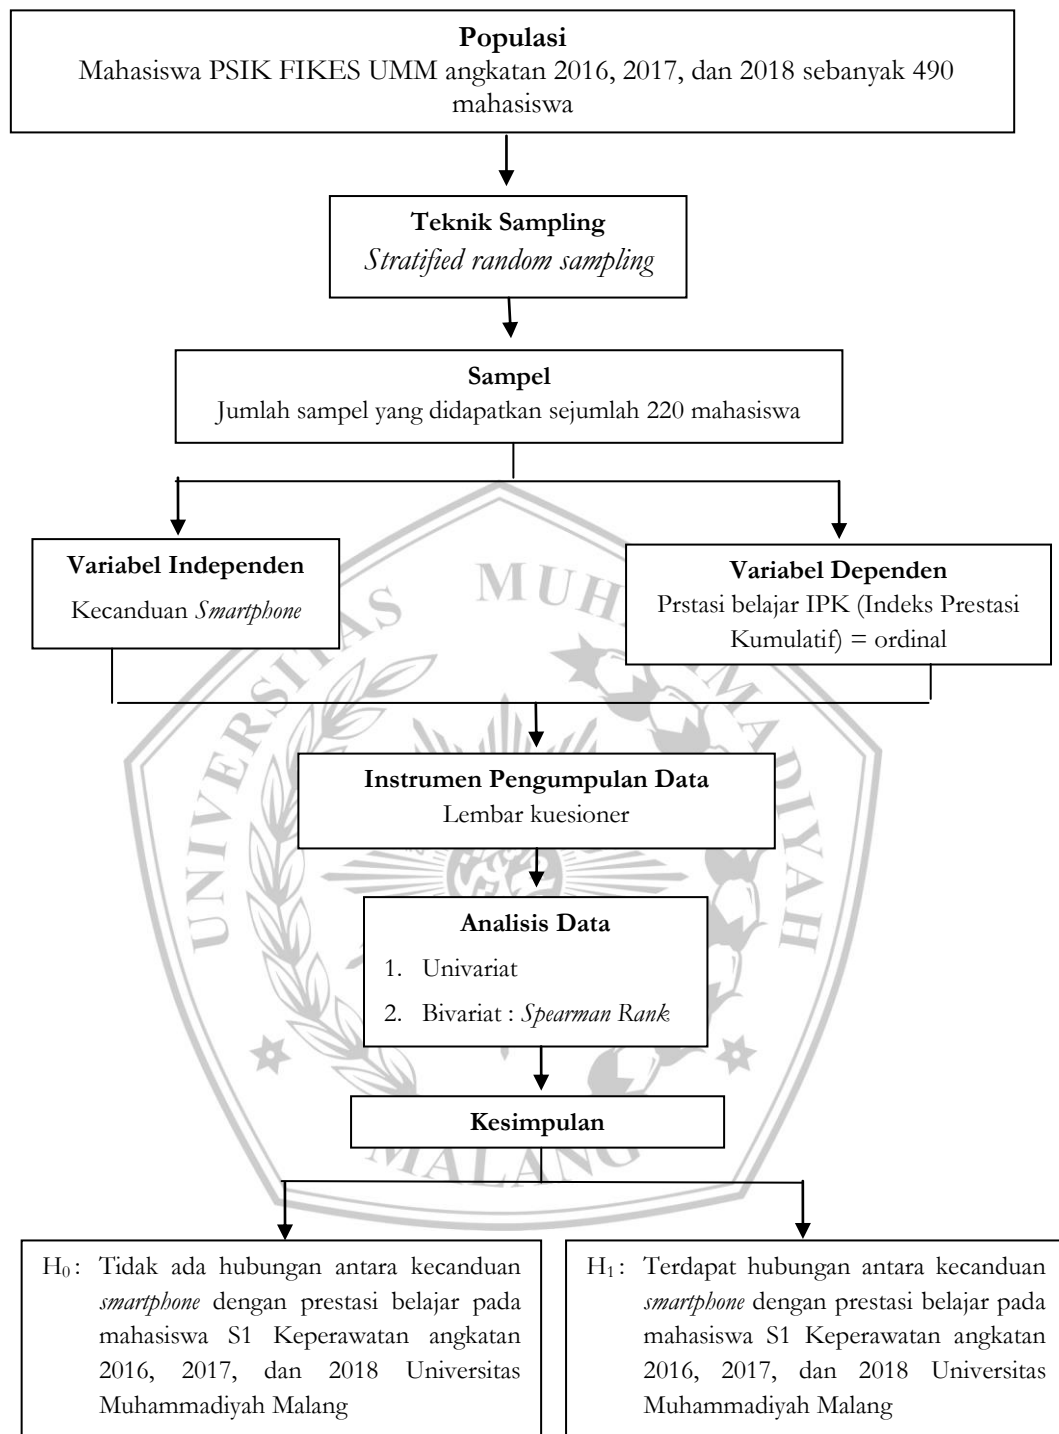 Populasi
Mahasiswa PSIK FIKES UMM angkatan 2016, 2017, dan 2018 sebanyak 490
mahasiswa
Teknik Sampling
Stratified random sampling
Sampel
Jumlah sampel yang didapatkan sejumlah 220 mahasiswa
Variabel Independen
Kecanduan Smartphone
Variabel Dependen
Prstasi belajar IPK (Indeks Prestasi
Kumulatif) = ordinal
Instrumen Pengumpulan Data
Lembar kuesioner
Analisis Data
1. Univariat
2. Bivariat : Spearman Rank
Kesimpulan
H₀ : Tidak ada hubungan antara kecanduan
smartphone dengan prestasi belajar pada
mahasiswa S1 Keperawatan angkatan
2016, 2017, dan 2018 Universitas
Muhammadiyah Malang
H₁ : Terdapat hubungan antara kecanduan
smartphone dengan prestasi belajar pada
mahasiswa S1 Keperawatan angkatan
2016, 2017, dan 2018 Universitas
Muhammadiyah Malang
UNIVERSITAS
MALANG